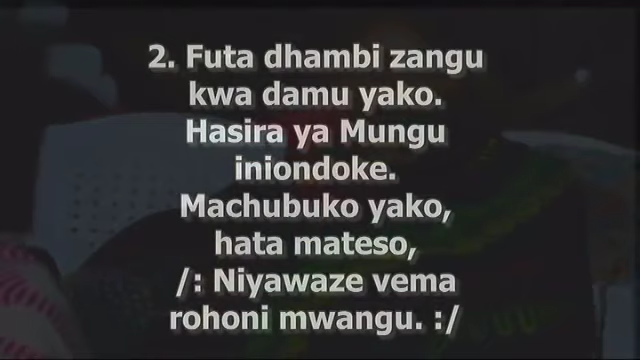 2. Futa dhambi zangu
kwa damu yako.
Hasira ya Mungu
iniondoke.
Machubuko yako,
hata mateso,
/: Niyawaze vema
rohoni mwangu. :/